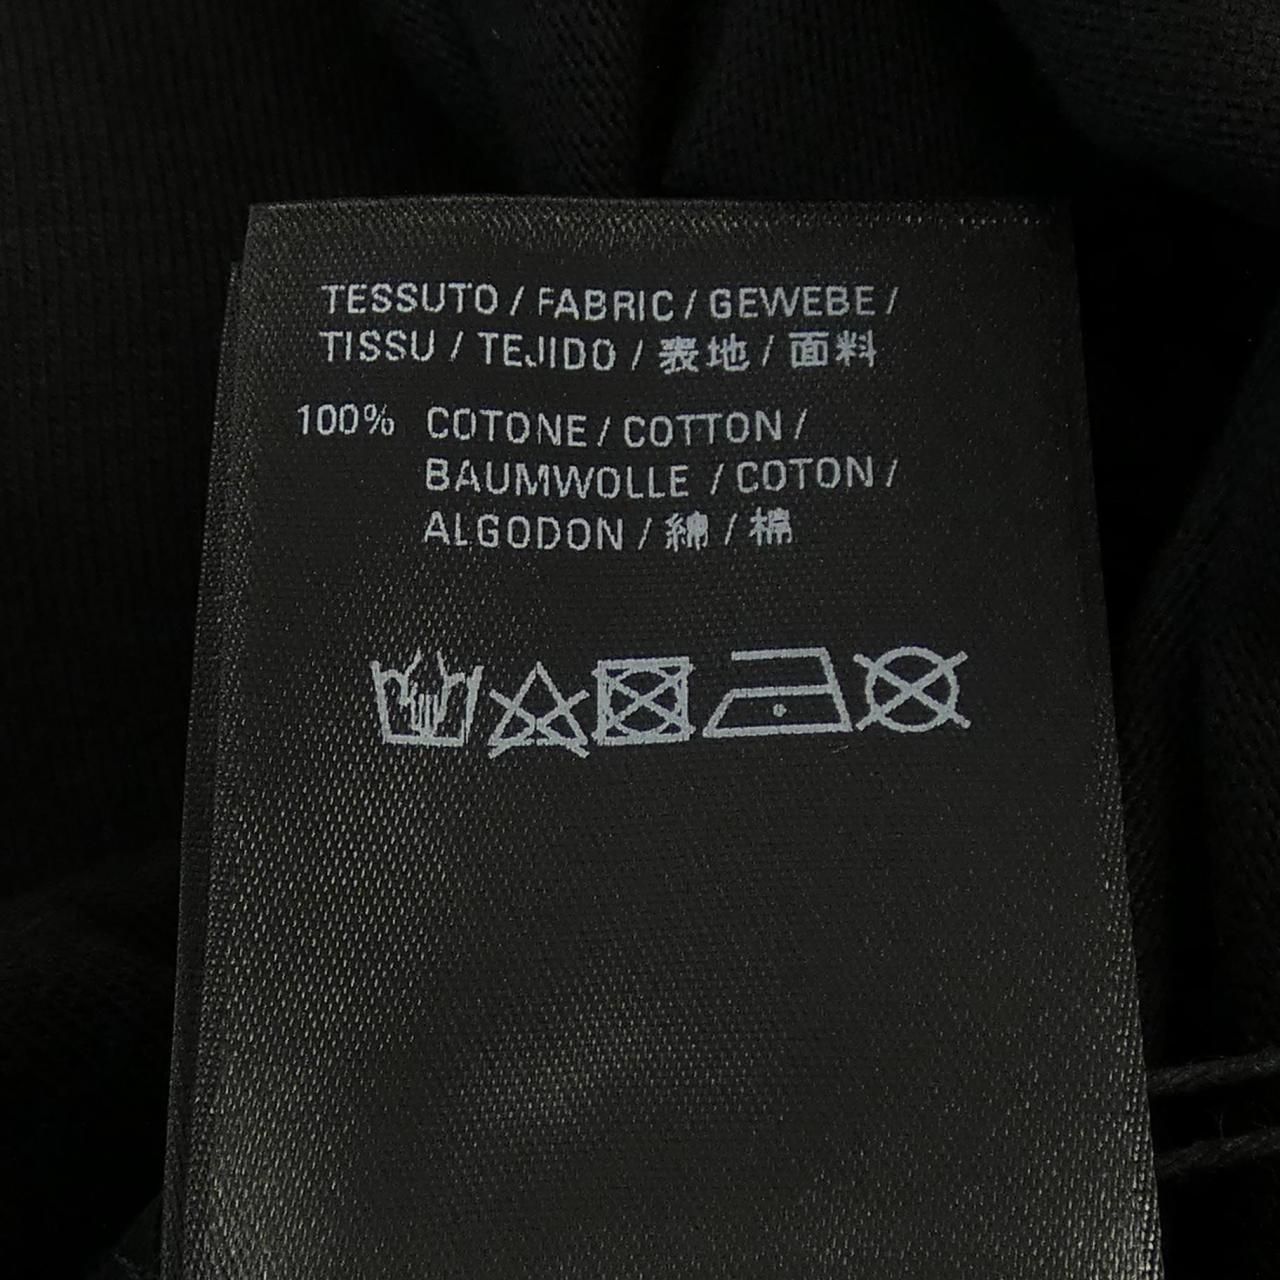 TESSUTO / FABRIC / GEWEBE /
TISSU / TEJIDO / 表地 / 面料
100% COTONE / COTTON /
BAUMWOLLE / COTON /
ALGODON / 綿 / 棉